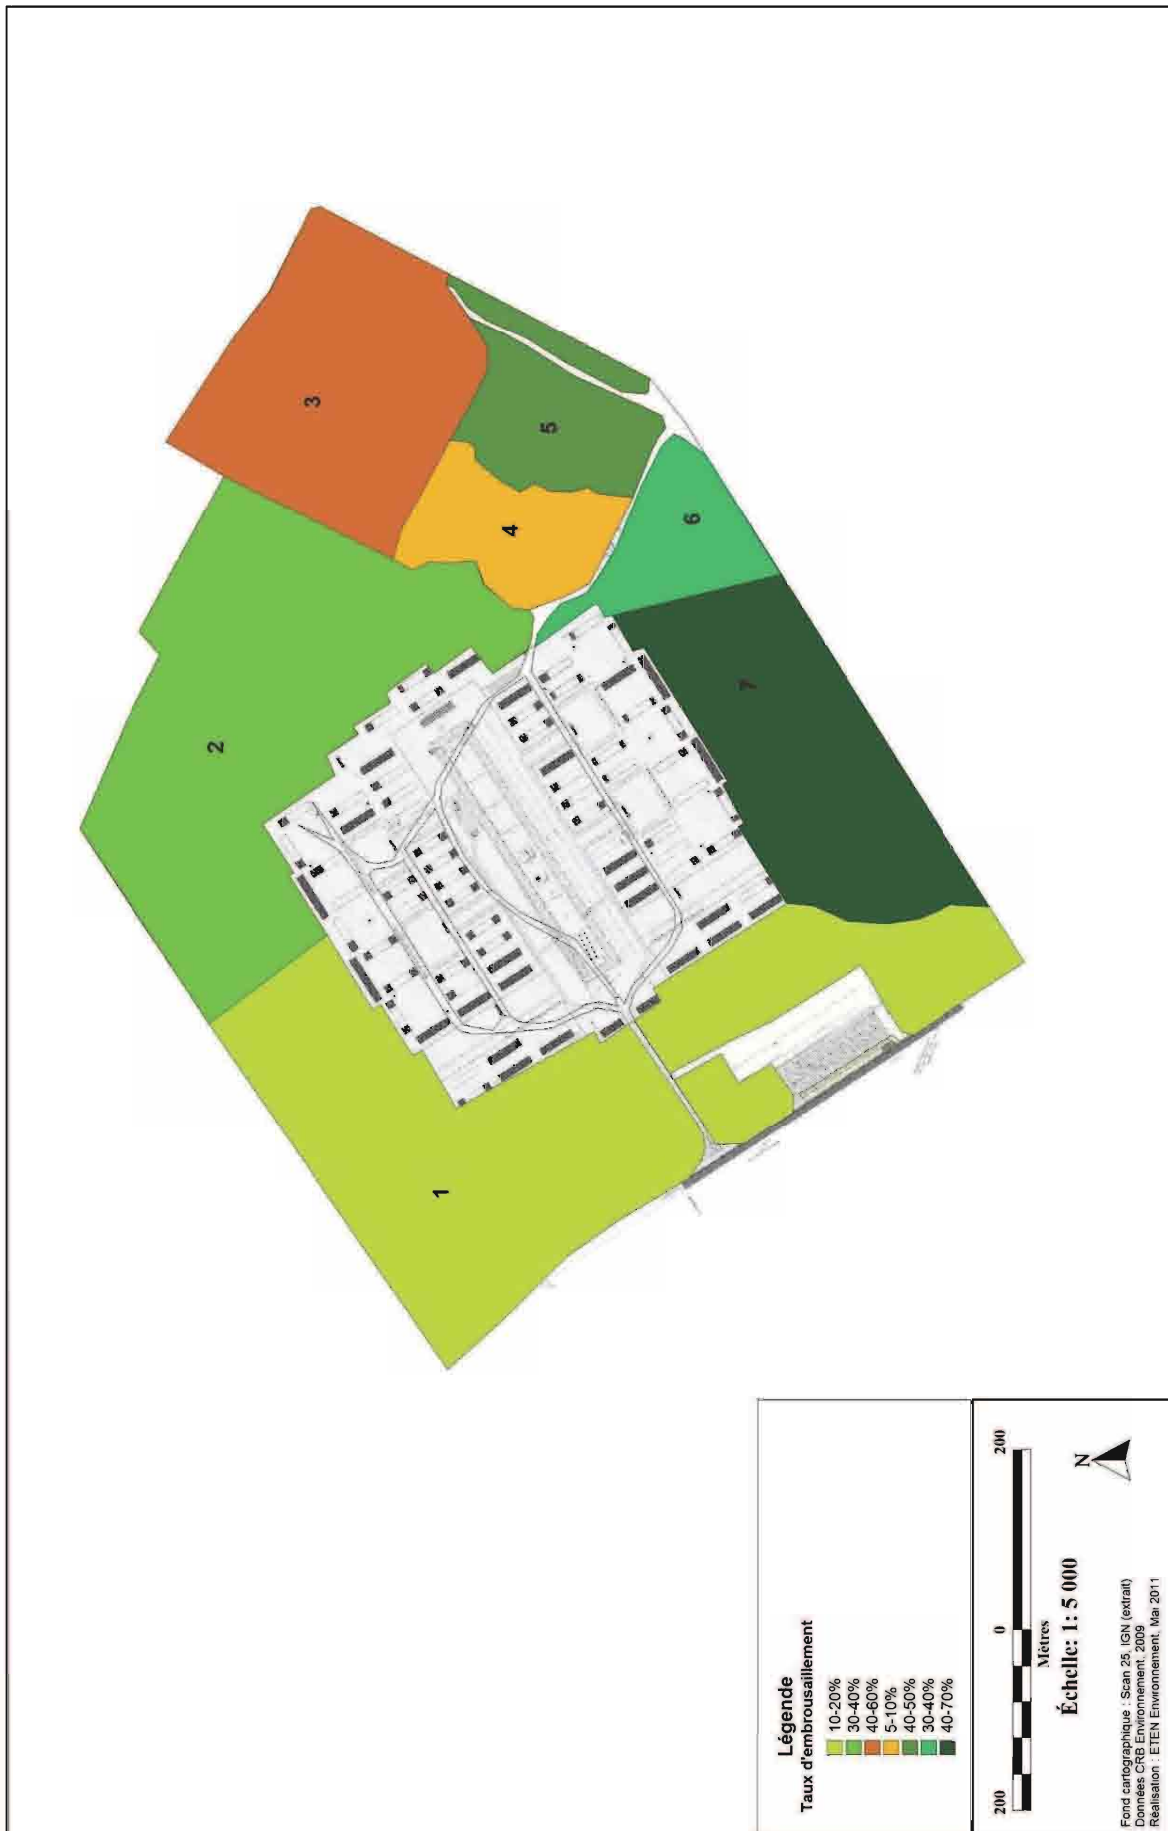 3
5
4
2
6
7
1
Légende
Taux d'embrousaillement
10-20%
30-40%
40-60%
5-10%
40-50%
30-40%
40-70%
200 0 200
Mètres
Échelle: 1: 5 000
N
Fond cartographique : Scan 25, IGN (extrait)
Données CRB Environnement, 2009
Réalisation : ETEN Environnement, Mai 2011